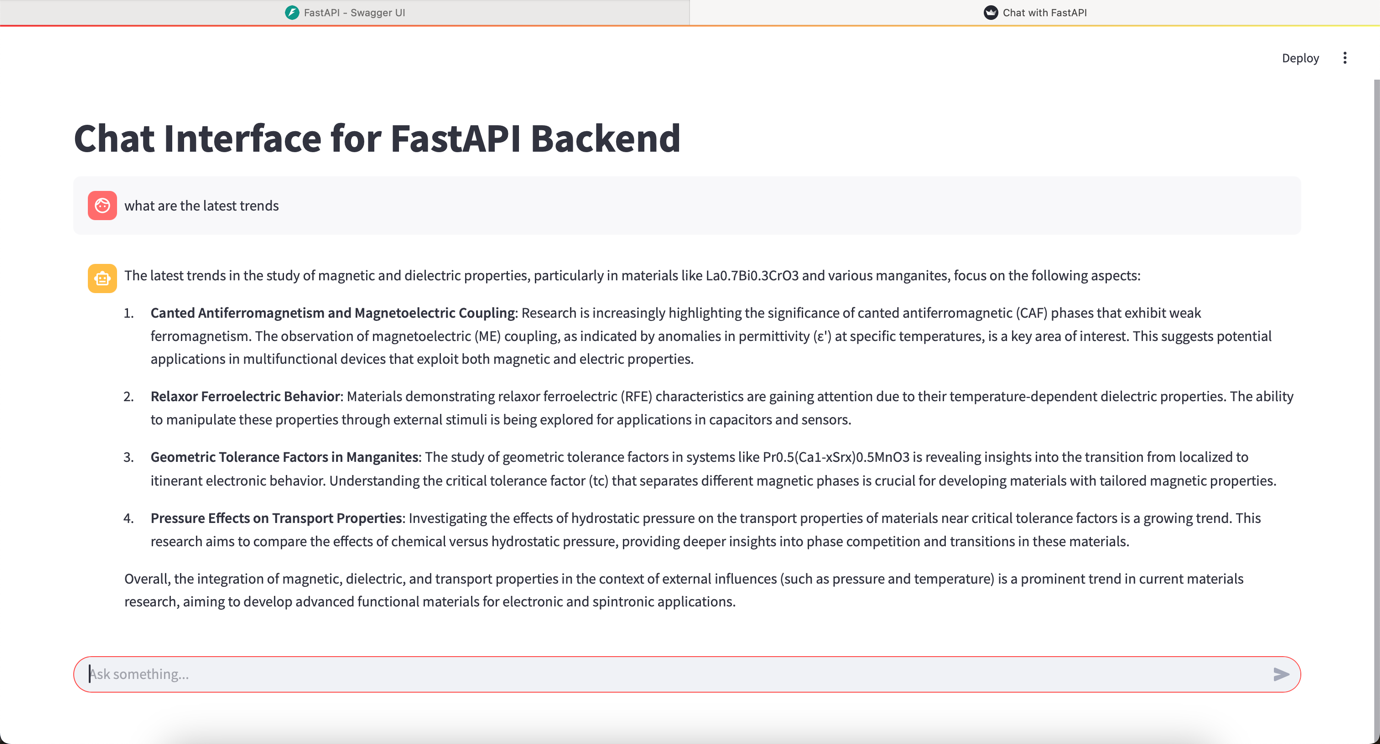 FastAPI - Swagger UI
Chat with FastAPI
Deploy
Chat Interface for FastAPI Backend
what are the latest trends
The latest trends in the study of magnetic and dielectric properties, particularly in materials like La0.7Bi0.3CrO3 and various manganites, focus on the following aspects:
1. Canted Antiferromagnetism and Magnetoelectric Coupling: Research is increasingly highlighting the significance of canted antiferromagnetic (CAF) phases that exhibit weak
ferromagnetism. The observation of magnetoelectric (ME) coupling, as indicated by anomalies in permittivity (ε') at specific temperatures, is a key area of interest. This suggests potential
applications in multifunctional devices that exploit both magnetic and electric properties.
2. Relaxor Ferroelectric Behavior: Materials demonstrating relaxor ferroelectric (RFE) characteristics are gaining attention due to their temperature-dependent dielectric properties. The ability
to manipulate these properties through external stimuli is being explored for applications in capacitors and sensors.
3. Geometric Tolerance Factors in Manganites: The study of geometric tolerance factors in systems like Pr0.5(Ca1-xSrx)0.5MnO3 is revealing insights into the transition from localized to
itinerant electronic behavior. Understanding the critical tolerance factor (tc) that separates different magnetic phases is crucial for developing materials with tailored magnetic properties.
4. Pressure Effects on Transport Properties: Investigating the effects of hydrostatic pressure on the transport properties of materials near critical tolerance factors is a growing trend. This
research aims to compare the effects of chemical versus hydrostatic pressure, providing deeper insights into phase competition and transitions in these materials.
Overall, the integration of magnetic, dielectric, and transport properties in the context of external influences (such as pressure and temperature) is a prominent trend in current materials
research, aiming to develop advanced functional materials for electronic and spintronic applications.
Ask something...